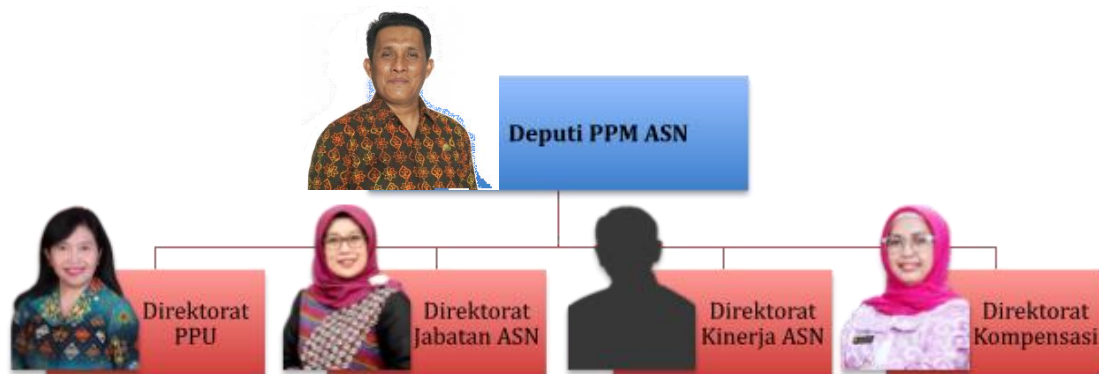 Deputi PPM ASN
Direktorat
PPU
Direktorat
Jabatan ASN
Direktorat
Kinerja ASN
Direktorat
Kompensasi